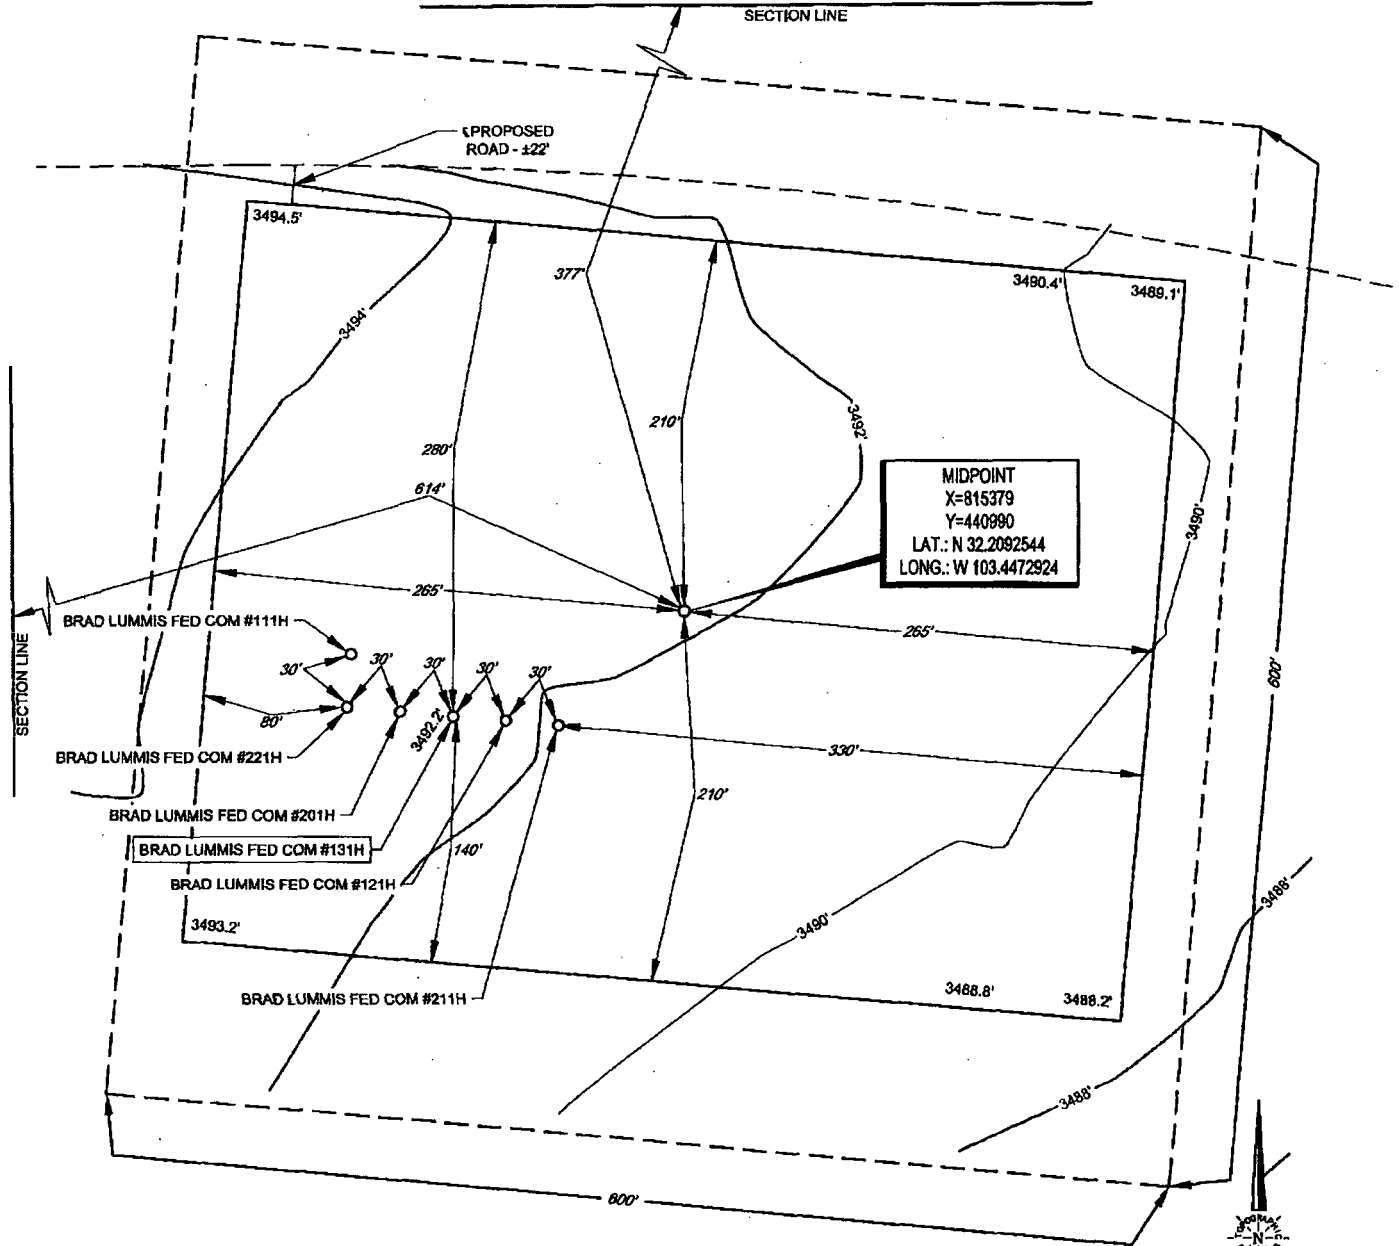 SECTION LINE
PROPOSED
ROAD - ±22'
3494.5'
377'
3490.4'
3489.1'
3494'
3492'
210'
280'
614'
MIDPOINT
X=815379
Y=440990
LAT.: N 32.2092544
LONG.: W 103.4472924
3490'
265'
265'
BRAD LUMMIS FED COM #111H
SECTION LINE
30'
30'
30'
30'
30'
600'
80'
3492.2'
BRAD LUMMIS FED COM #221H
330'
210'
BRAD LUMMIS FED COM #201H
BRAD LUMMIS FED COM #131H
140'
BRAD LUMMIS FED COM #121H
3488'
3493.2'
3490'
BRAD LUMMIS FED COM #211H
3488.8'
3488.2'
3488'
600'
N